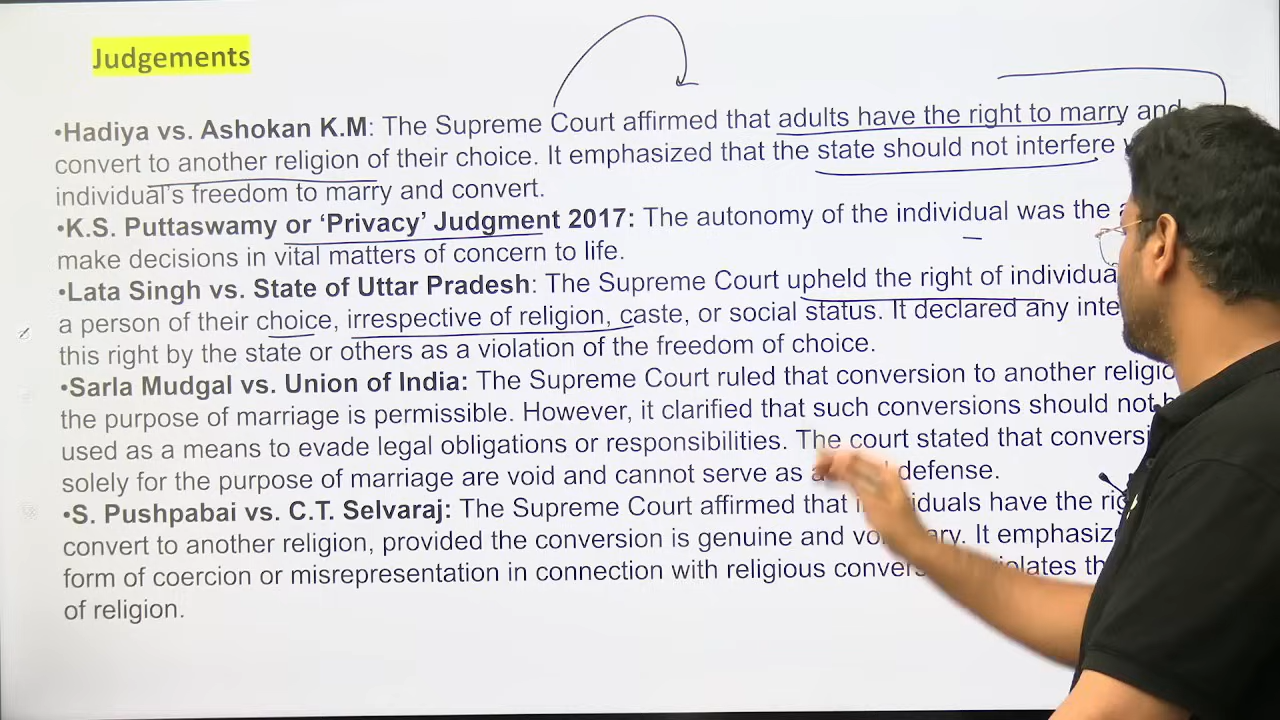 Judgements
•Hadiya vs. Ashokan K.M: The Supreme Court affirmed that adults have the right to marry and
convert to another religion of their choice. It emphasized that the state should not interfere
individual's freedom to marry and convert.
•K.S. Puttaswamy or ‘Privacy’ Judgment 2017: The autonomy of the individual was the
make decisions in vital matters of concern to life.
•Lata Singh vs. State of Uttar Pradesh: The Supreme Court upheld the right of
a person of their choice, irrespective of religion, caste, or social status. It declared any
this right by the state or others as a violation of the freedom of choice.
•Sarla Mudgal vs. Union of India: The Supreme Court ruled that conversion to another
the purpose of marriage is permissible. However, it clarified that such conversions should not
used as a means to evade legal obligations or responsibilities. The court stated that
solely for the purpose of marriage are void and cannot serve as defense.
•S. Pushpabai vs. C.T. Selvaraj: The Supreme Court affirmed that have the
convert to another religion, provided the conversion is genuine and
form of coercion or misrepresentation in connection with religious
of religion.